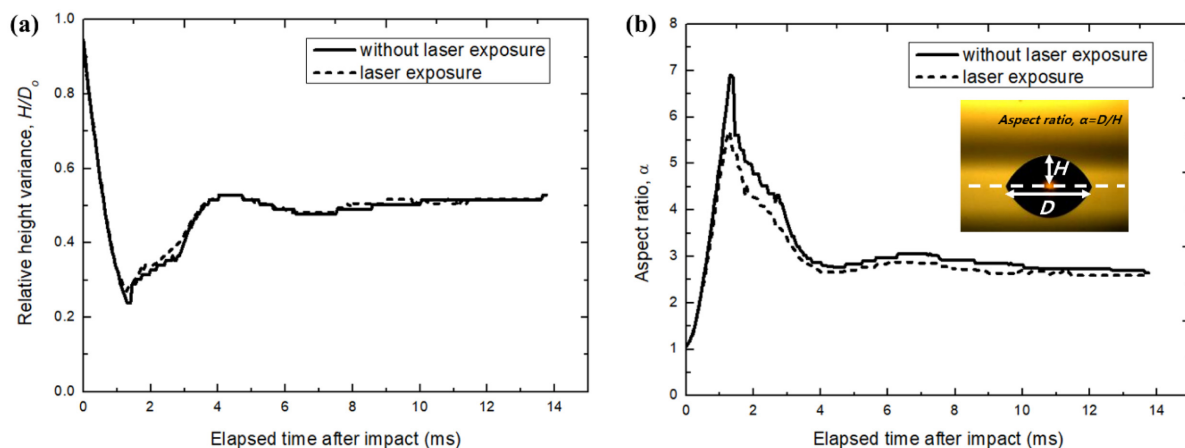 (a)
1.0
0.8
0.6
0.4
0.2
0.0
Relative height variance, H/Do
without laser exposure
laser exposure
0 2 4 6 8 10 12 14
Elapsed time after impact (ms)
(b)
8
7
6
5
4
3
2
1
0
Aspect ratio, α
without laser exposure
laser exposure
Aspect ratio, α=D/H
H
D
0 2 4 6 8 10 12 14
Elapsed time after impact (ms)